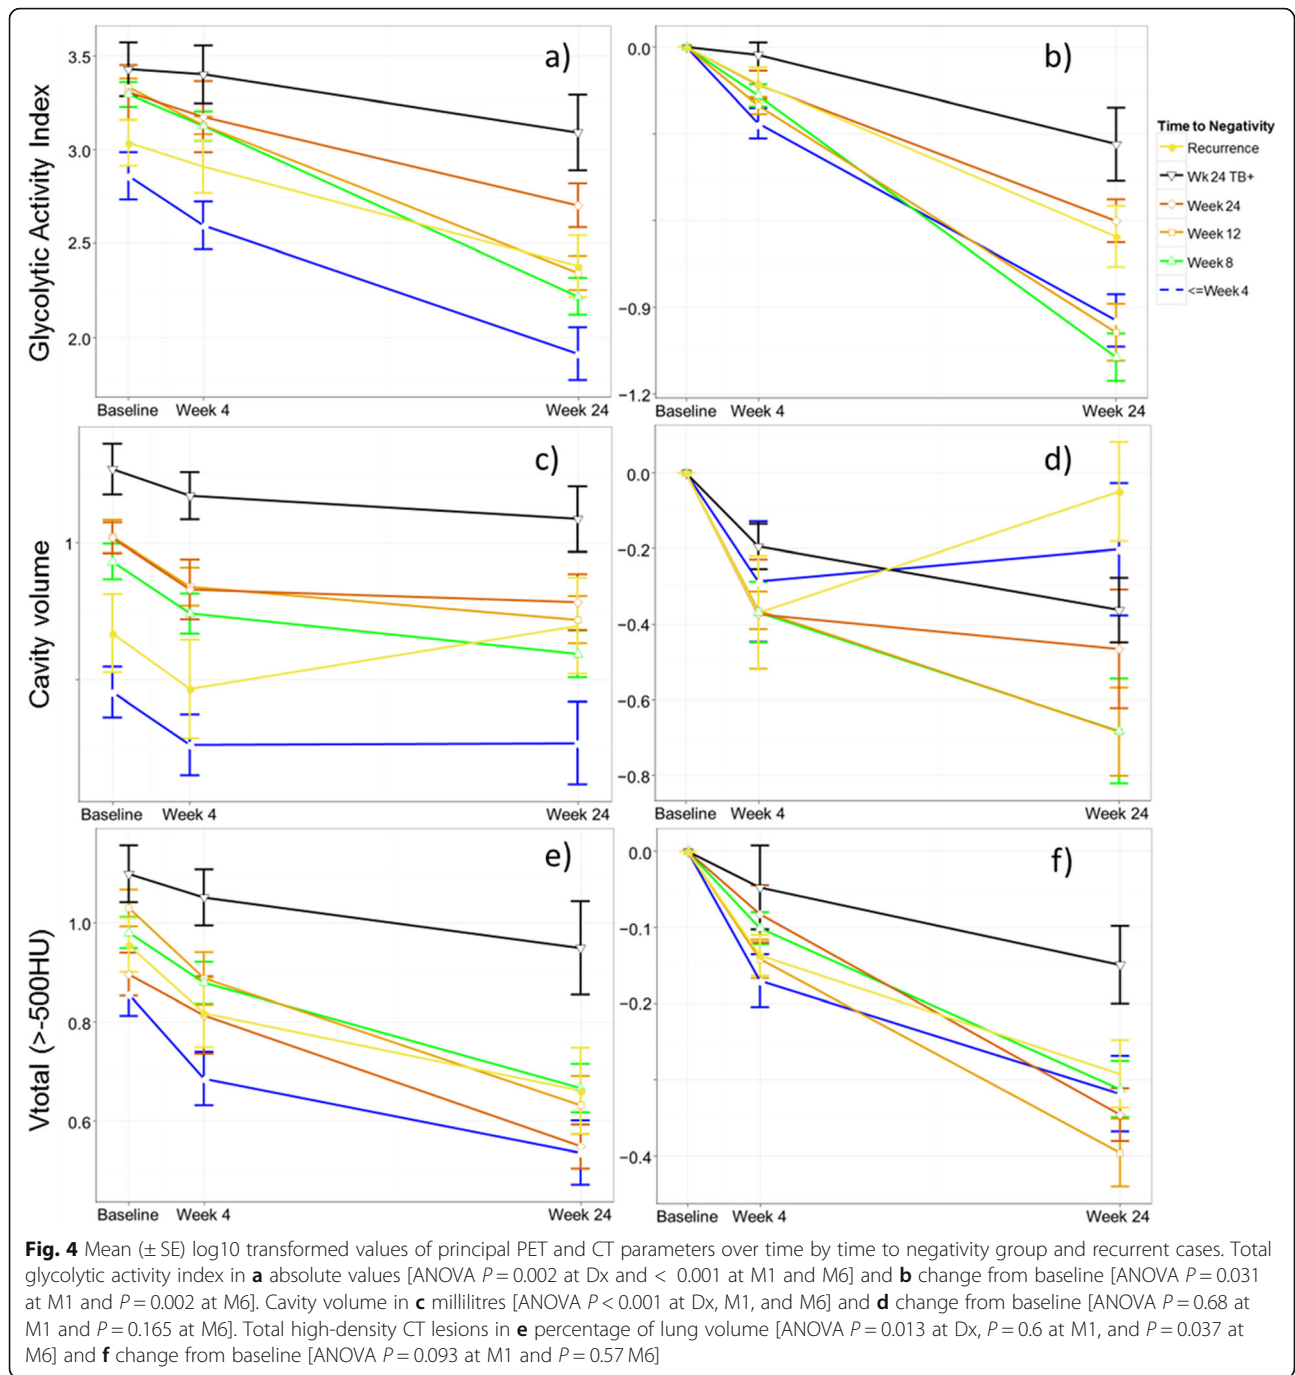 Glycolytic Activity Index
3.5
3.0
2.5
2.0
a)
Baseline Week 4 Week 24
0.0
−0.9
−1.2
b)
Baseline Week 4 Week 24
Time to Negativity
Recurrence
Wk 24 TB+
Week 24
Week 12
Week 8
<=Week 4
Cavity volume
1
c)
Baseline Week 4 Week 24
0.0
−0.2
−0.4
−0.6
−0.8
d)
Baseline Week 4 Week 24
Vtotal (>-500HU)
1.0
0.8
0.6
e)
Baseline Week 4 Week 24
0.0
−0.1
−0.2
−0.4
f)
Baseline Week 4 Week 24
Fig. 4 Mean (± SE) log10 transformed values of principal PET and CT parameters over time by time to negativity group and recurrent cases. Total
glycolytic activity index in a absolute values [ANOVA P = 0.002 at Dx and < 0.001 at M1 and M6] and b change from baseline [ANOVA P = 0.031
at M1 and P = 0.002 at M6]. Cavity volume in c millilitres [ANOVA P < 0.001 at Dx, M1, and M6] and d change from baseline [ANOVA P = 0.68 at
M1 and P = 0.165 at M6]. Total high-density CT lesions in e percentage of lung volume [ANOVA P = 0.013 at Dx, P = 0.6 at M1, and P = 0.037 at
M6] and f change from baseline [ANOVA P = 0.093 at M1 and P = 0.57 M6]